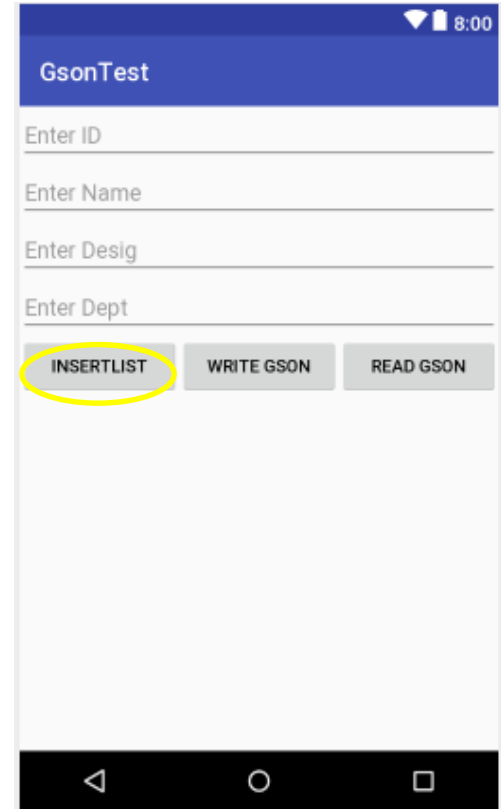 8:00
GsonTest
Enter ID
Enter Name
Enter Desig
Enter Dept
INSERTLIST WRITE GSON READ GSON